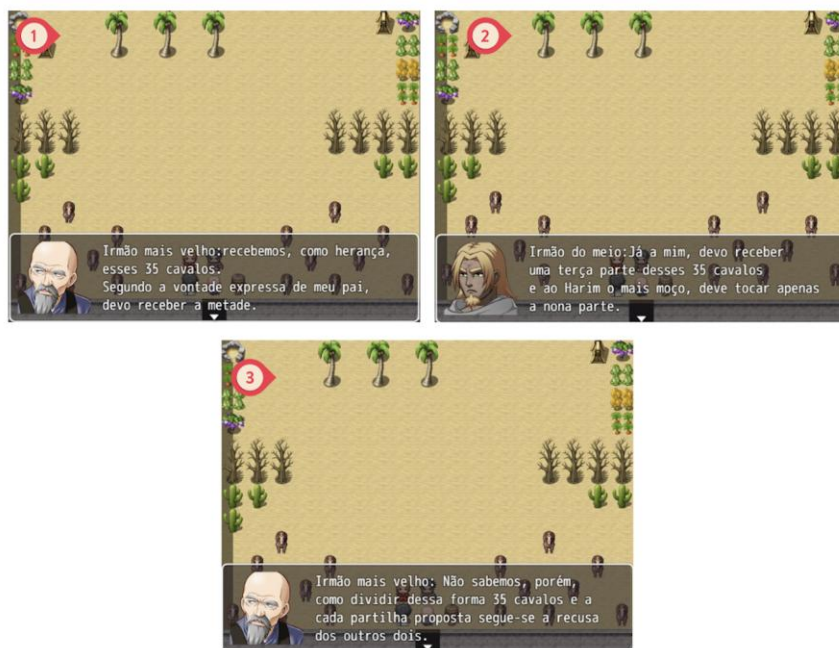 1
Irmão mais velho:recebemos, como herança,
esses 35 cavalos.
Segundo a vontade expressa de meu pai,
devo receber a metade.
2
Irmão do meio:Já a mim, devo receber
uma terça parte desses 35 cavalos
e ao Harim o mais moço, deve tocar apenas
a nona parte.
3
Irmão mais velho: Não sabemos, porém,
como dividir dessa forma 35 cavalos e a
cada partilha proposta segue-se a recusa
dos outros dois.